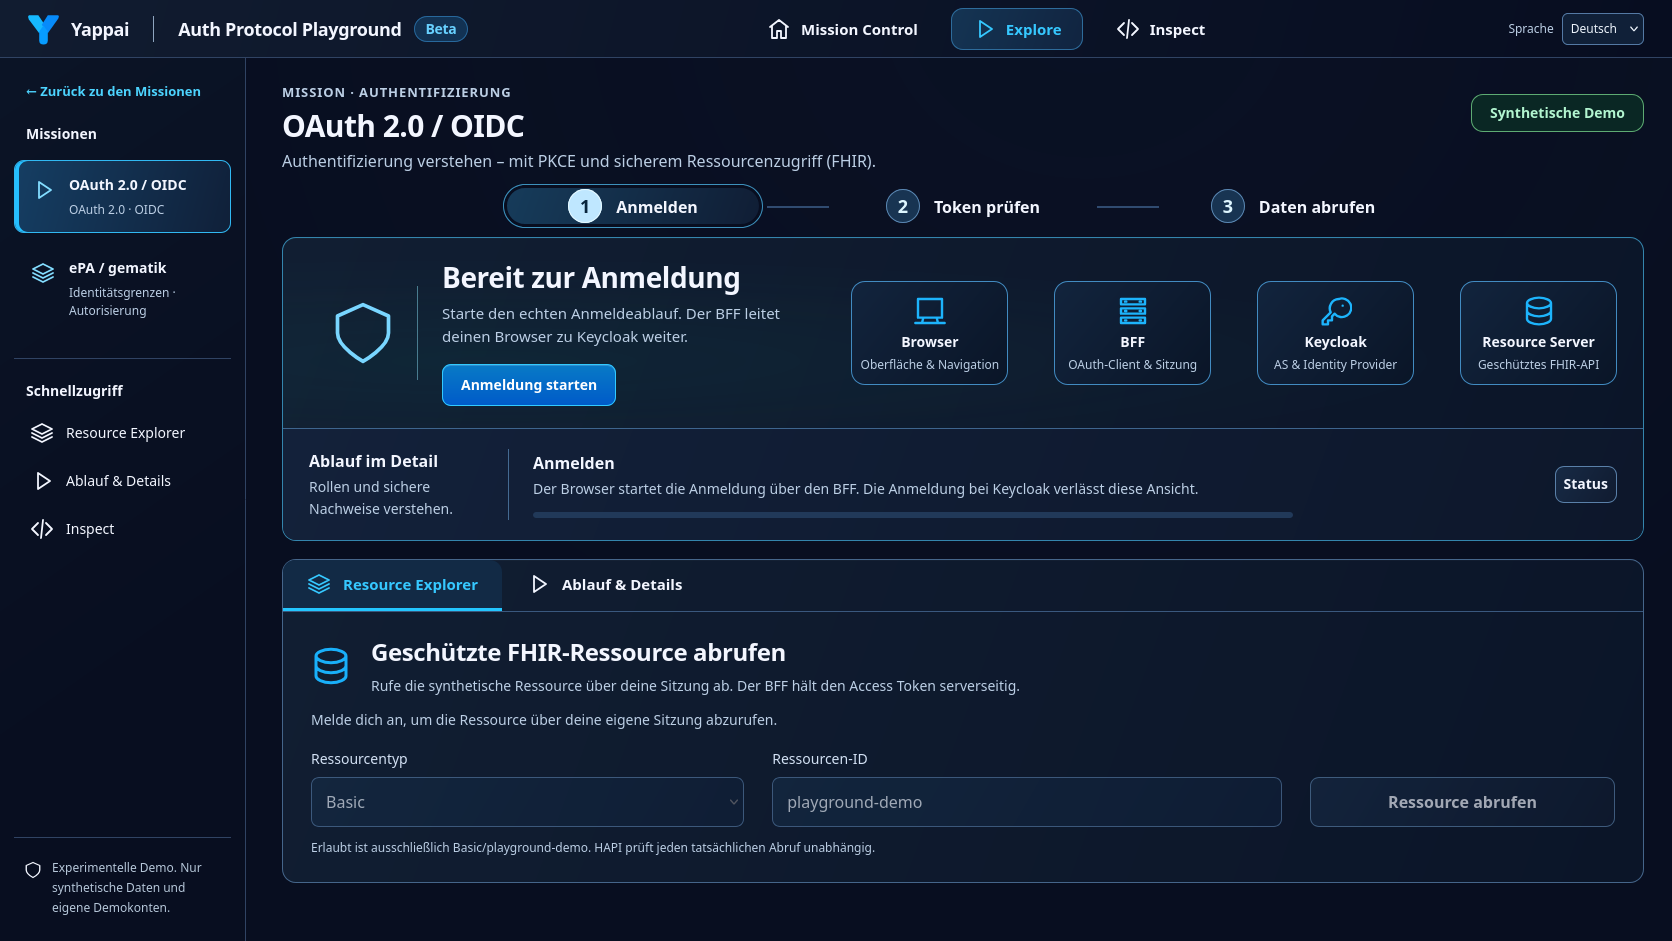 Yappai
Auth Protocol Playground
Beta
Mission Control
Explore
Inspect
Sprache
Deutsch
← Zurück zu den Missionen
Missionen
OAuth 2.0 / OIDC
OAuth 2.0 · OIDC
ePA / gematik
Identitätsgrenzen ·
Autorisierung
Schnellzugriff
Resource Explorer
Ablauf & Details
Inspect
Experimentelle Demo. Nur
synthetische Daten und
eigene Demokonten.
MISSION · AUTHENTIFIZIERUNG
OAuth 2.0 / OIDC
Authentifizierung verstehen – mit PKCE und sicherem Ressourcenzugriff (FHIR).
Synthetische Demo
1 Anmelden
2 Token prüfen
3 Daten abrufen
Bereit zur Anmeldung
Starte den echten Anmeldeablauf. Der BFF leitet
deinen Browser zu Keycloak weiter.
Anmeldung starten
Browser
Oberfläche & Navigation
BFF
OAuth-Client & Sitzung
Keycloak
AS & Identity Provider
Resource Server
Geschütztes FHIR-API
Ablauf im Detail
Rollen und sichere
Nachweise verstehen.
Anmelden
Der Browser startet die Anmeldung über den BFF. Die Anmeldung bei Keycloak verlässt diese Ansicht.
Status
Resource Explorer
Ablauf & Details
Geschützte FHIR-Ressource abrufen
Rufe die synthetische Ressource über deine Sitzung ab. Der BFF hält den Access Token serverseitig.
Melde dich an, um die Ressource über deine eigene Sitzung abzurufen.
Ressourcentyp
Basic
Ressourcen-ID
playground-demo
Ressource abrufen
Erlaubt ist ausschließlich Basic/playground-demo. HAPI prüft jeden tatsächlichen Abruf unabhängig.